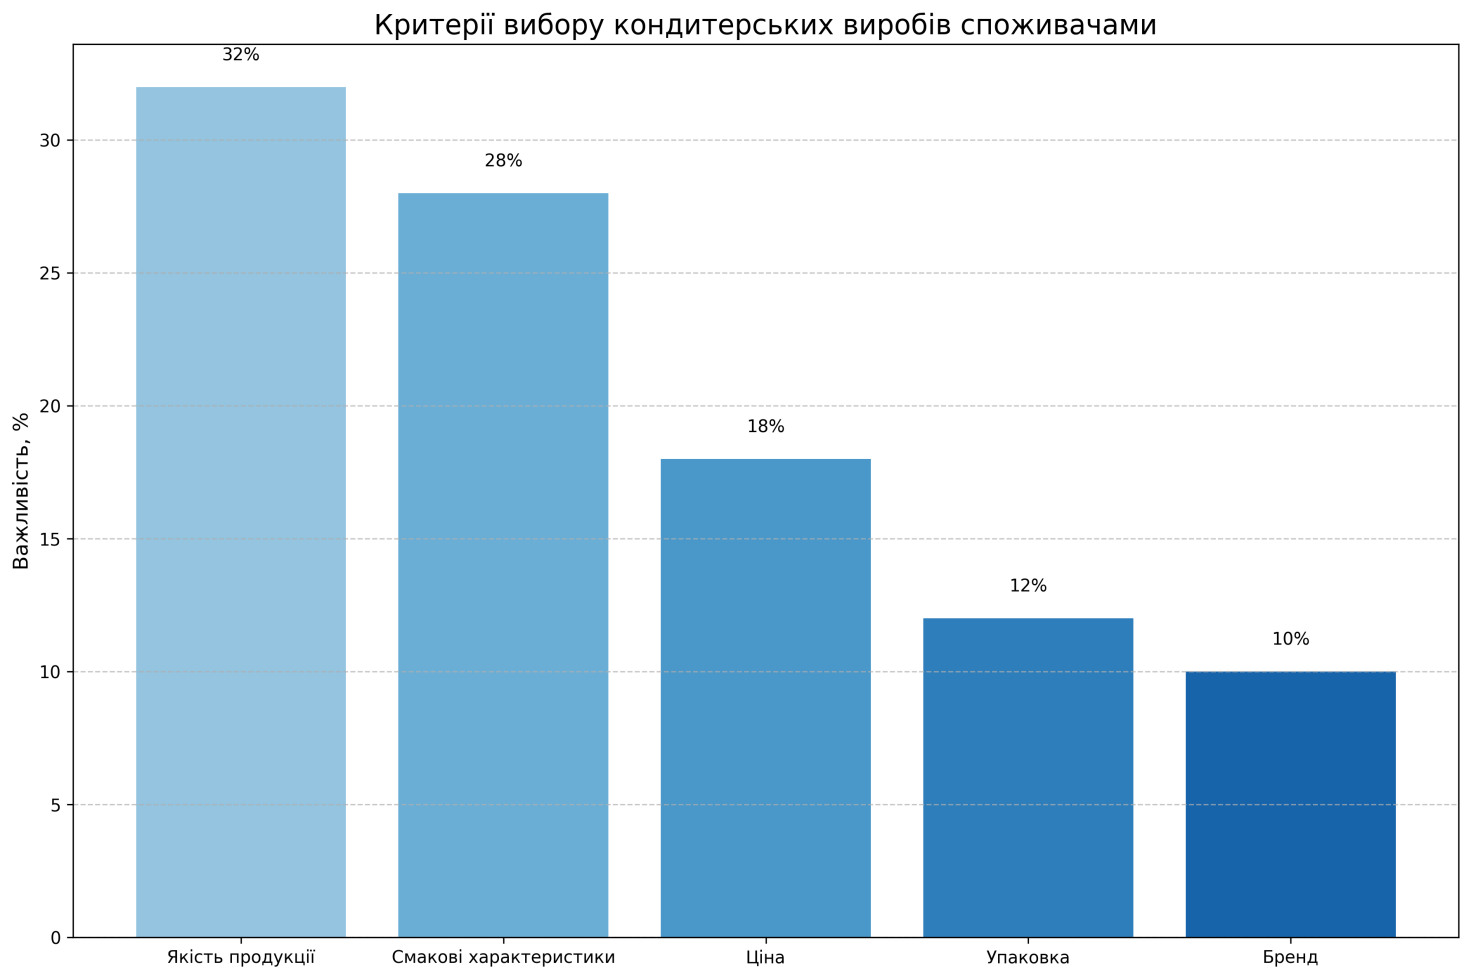 Критерії вибору кондитерських виробів споживачами
32%
28%
18%
12%
10%
30
25
20
15
10
5
0
Важливість, %
Якість продукції
Смакові характеристики
Ціна
Упаковка
Бренд